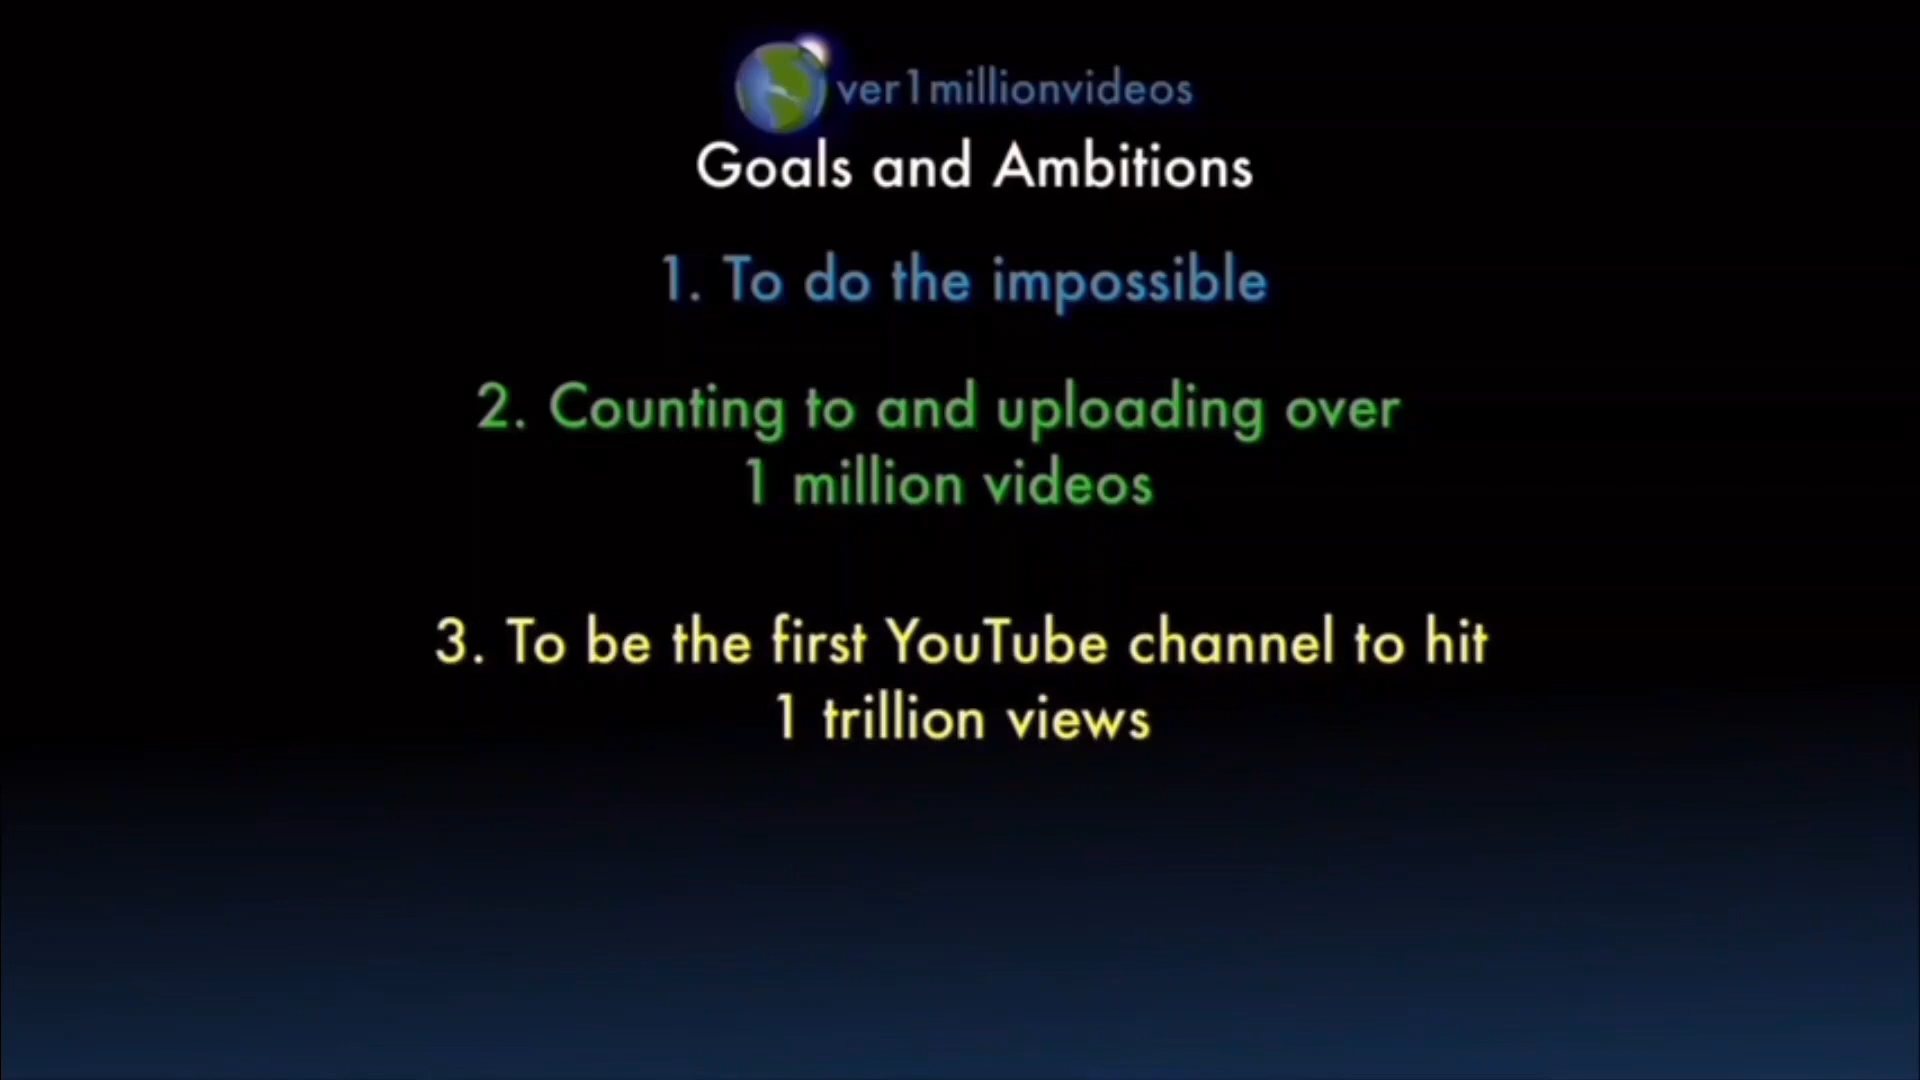 ver1millionvideos
Goals and Ambitions
1. To do the impossible
2. Counting to and uploading over
1 million videos
3. To be the first YouTube channel to hit
1 trillion views